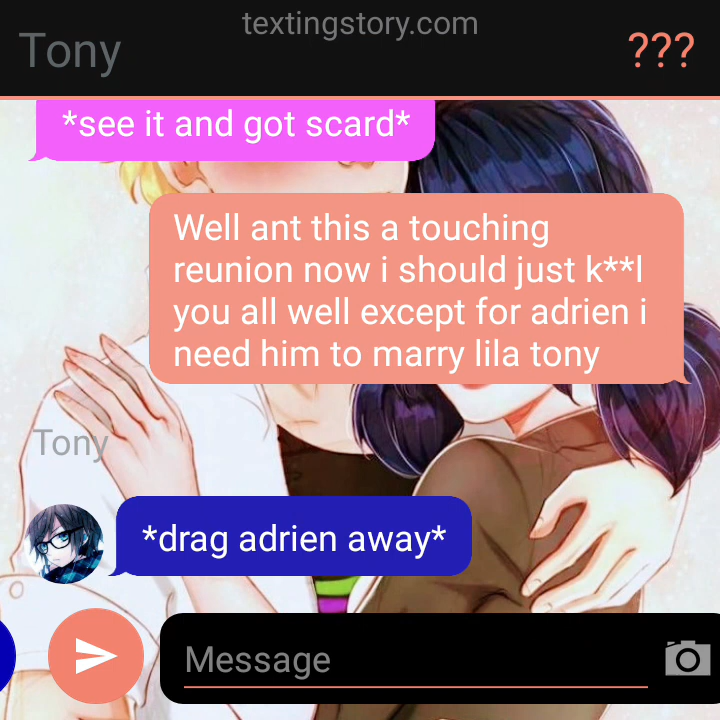 textingstory.com
Tony
???
*see it and got scard*
Well ant this a touching
reunion now i should just k**l
you all well except for adrien i
need him to marry lila tony
Tony
*drag adrien away*
Message